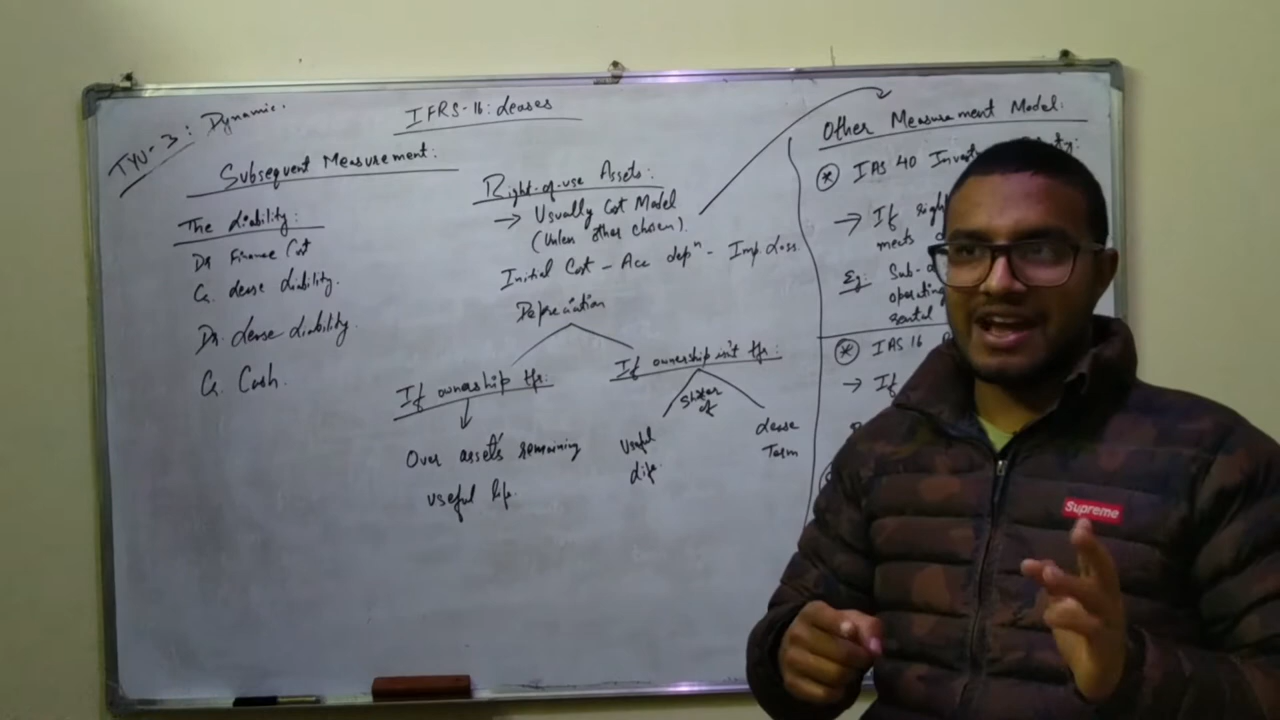 TYU-3: Dynamic.
IFRS-16: Leases
Subsequent Measurement:
The Liability:
Dr Finance Cost
Cr. Lease Liability.
Dr. Lease Liability.
Cr Cash.
Right-of-use Assets:
→ Usually Cost Model
(Unless other chosen).
Initial Cost - Acc depⁿ - Imp. Loss.
Depreciation
If ownership tfr:
Over asset's remaining
useful life.
If ownership isn't tfr:
Shorter
of
Useful
Life.
Lease
Term
Other Measurement Model:
* IAS 40
→ If
meets
Eg: Sub-
operating
rental
* IAS 16
→ If
Supreme